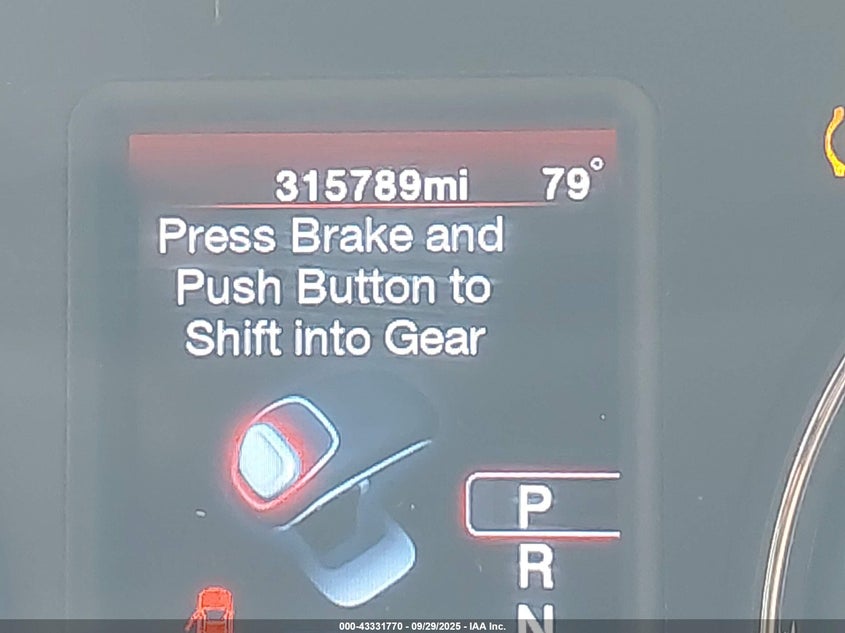 315789mi 79°
Press Brake and
Push Button to
Shift into Gear
P
R
N
000-43331770 - 09/29/2025 - IAA Inc.